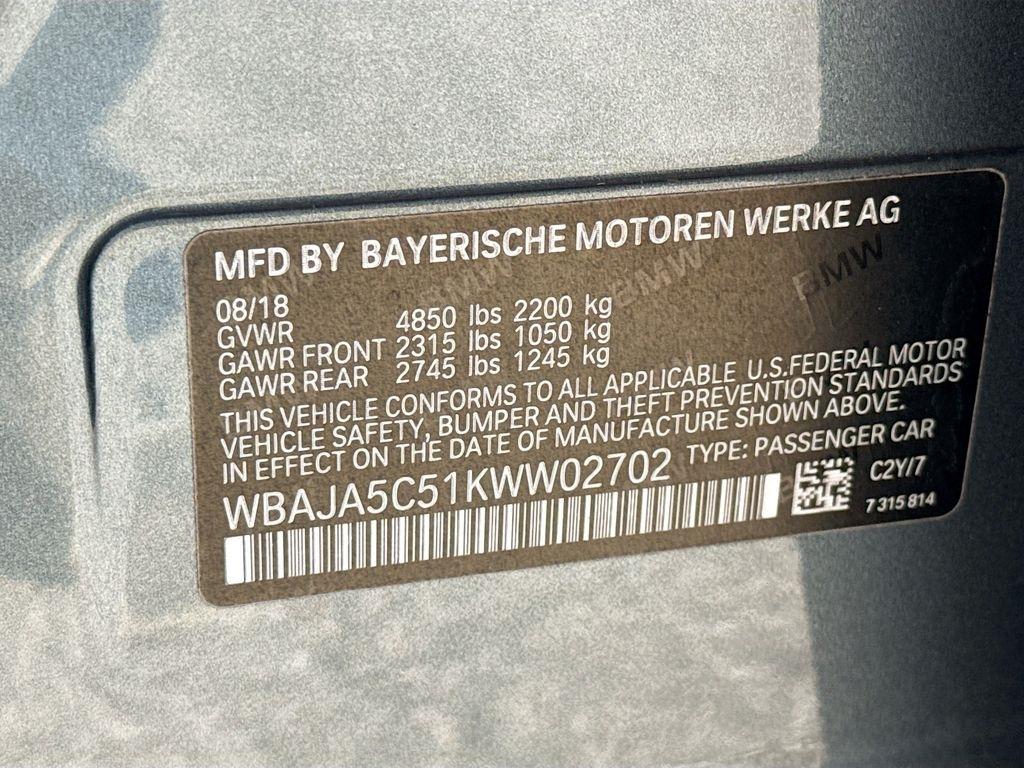 MFD BY BAYERISCHE MOTOREN WERKE AG
08/18
GVWR 4850 lbs 2200 kg
GAWR FRONT 2315 lbs 1050 kg
GAWR REAR 2745 lbs 1245 kg
THIS VEHICLE CONFORMS TO ALL APPLICABLE U.S.FEDERAL MOTOR
VEHICLE SAFETY, BUMPER AND THEFT PREVENTION STANDARDS
IN EFFECT ON THE DATE OF MANUFACTURE SHOWN ABOVE.
WBAJA5C51KWW02702 TYPE: PASSENGER CAR
C2Y/7
7 315 814
BMW
BMW
BMW